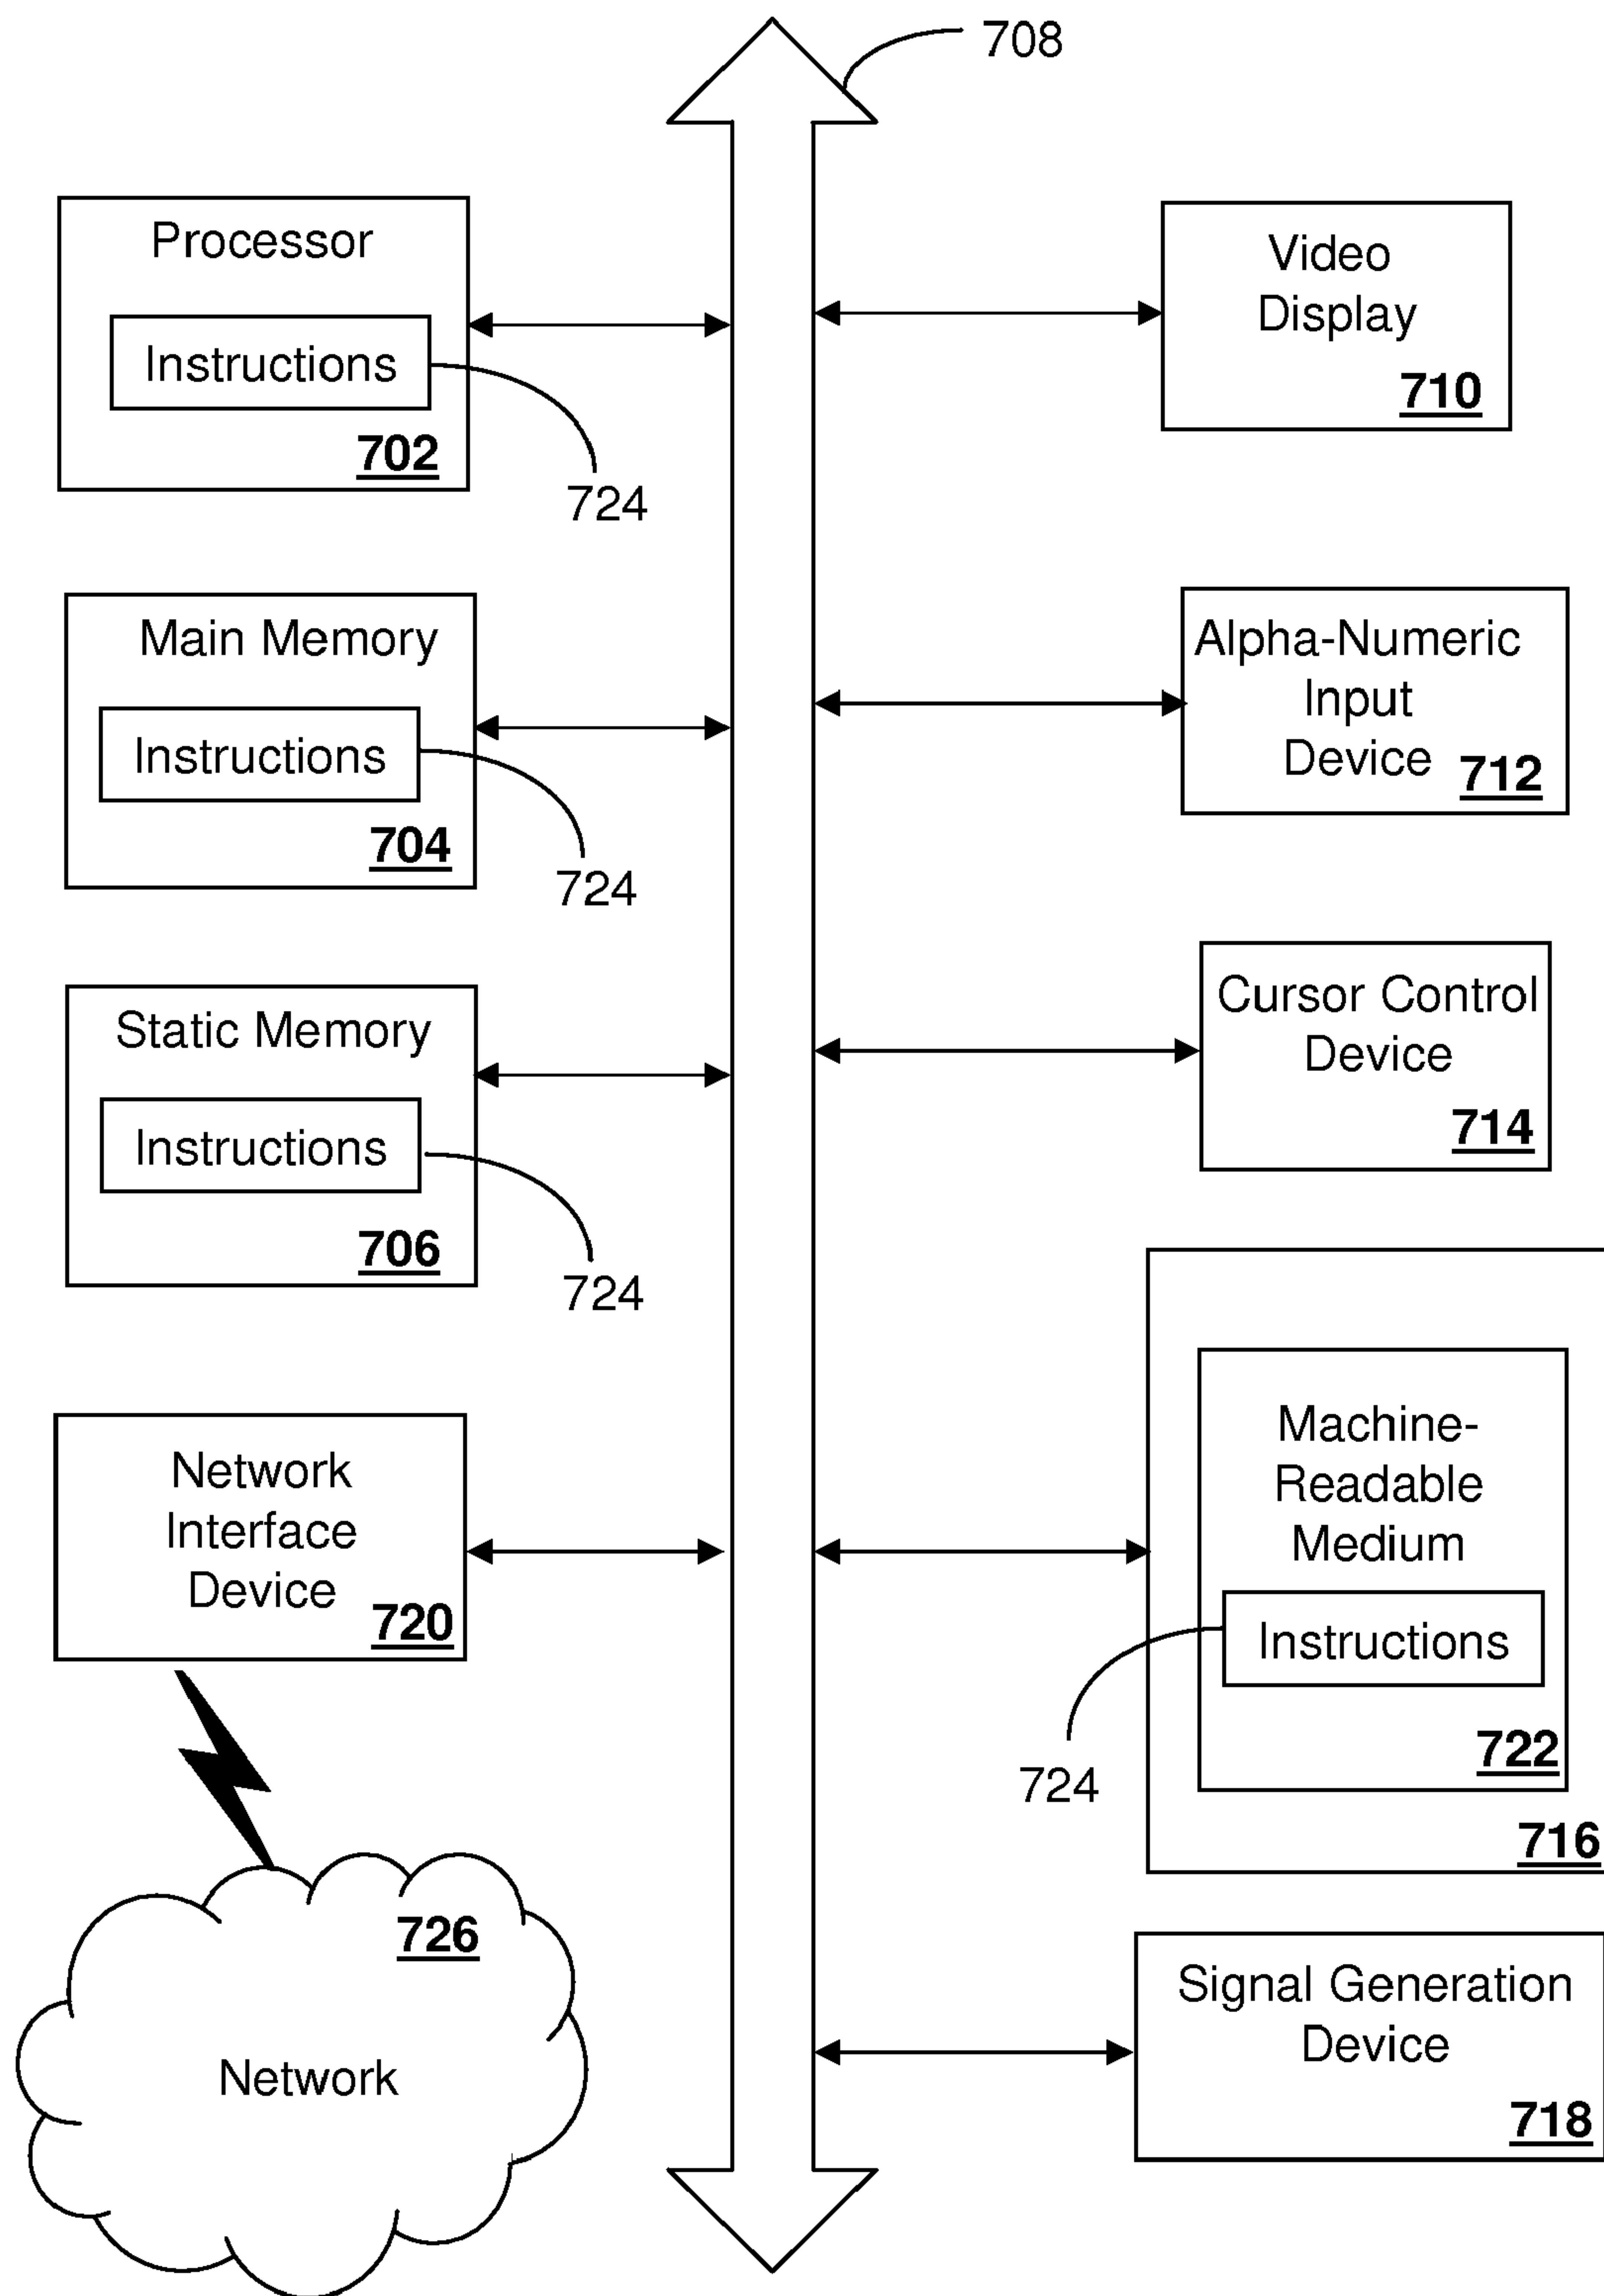 708
Processor
Instructions
702
724
Main Memory
Instructions
704
724
Static Memory
Instructions
706
724
Network
Interface
Device
720
726
Network
Video
Display
710
Alpha-Numeric
Input
Device
712
Cursor Control
Device
714
Machine-
Readable
Medium
Instructions
722
724
716
Signal Generation
Device
718